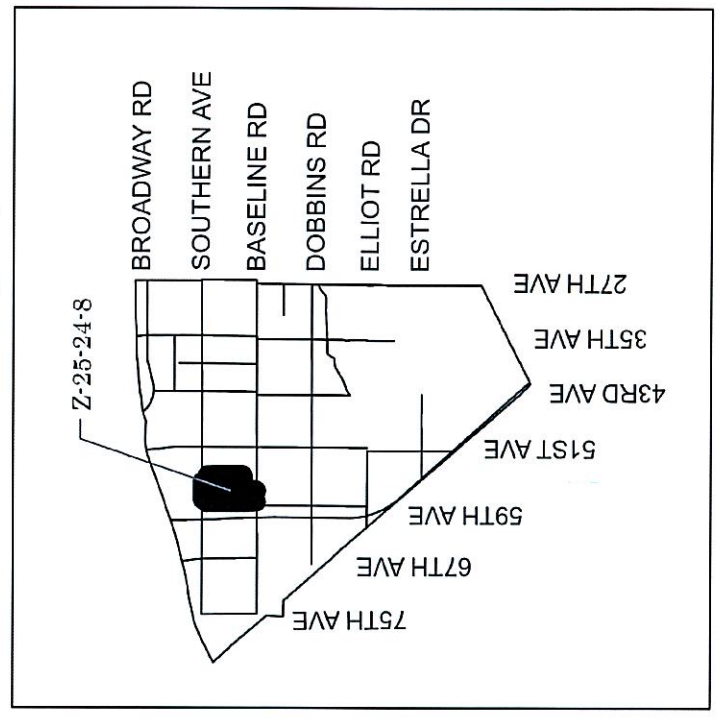 Z-25-24-8
BROADWAY RD
SOUTHERN AVE
BASELINE RD
DOBBINS RD
ELLIOT RD
ESTRELLA DR
75TH AVE
67TH AVE
59TH AVE
51ST AVE
43RD AVE
35TH AVE
27TH AVE